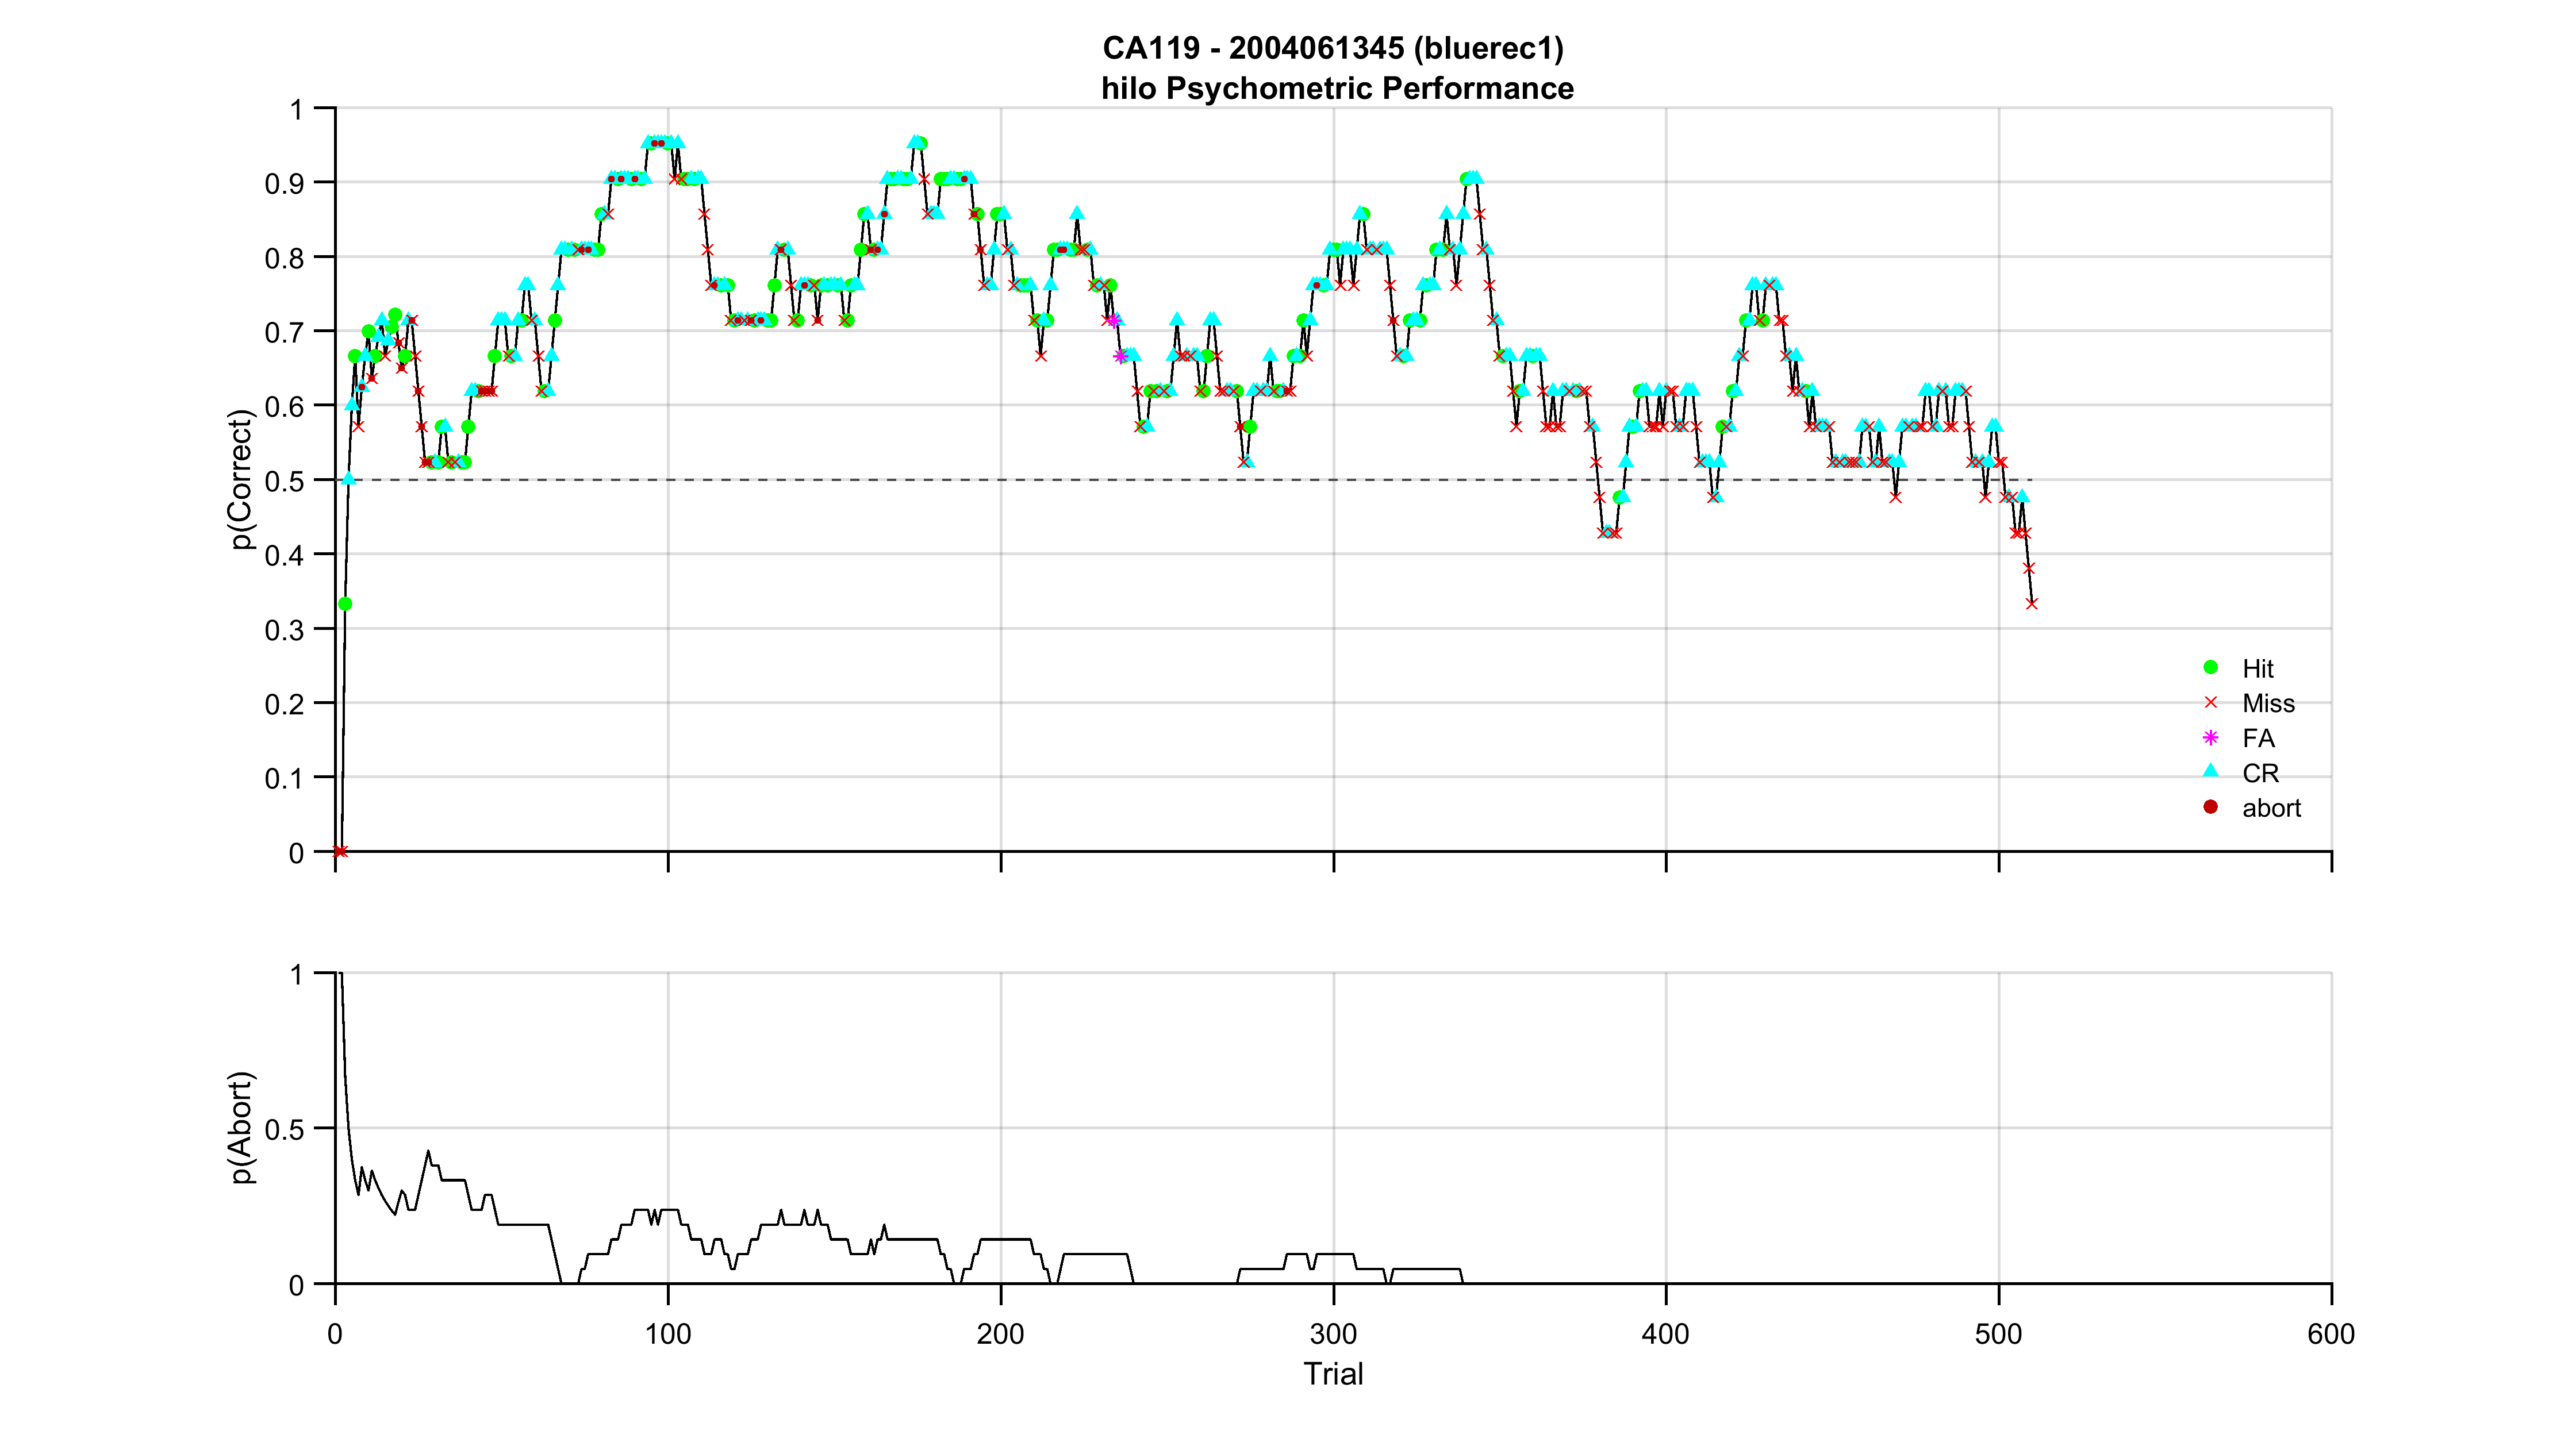 CA119 - 2004061345 (bluerec1)
hilo Psychometric Performance
p(Correct)
1
0.9
0.8
0.7
0.6
0.5
0.4
0.3
0.2
0.1
0
Hit
Miss
FA
CR
abort
p(Abort)
1
0.5
0
0 100 200 300 400 500 600
Trial